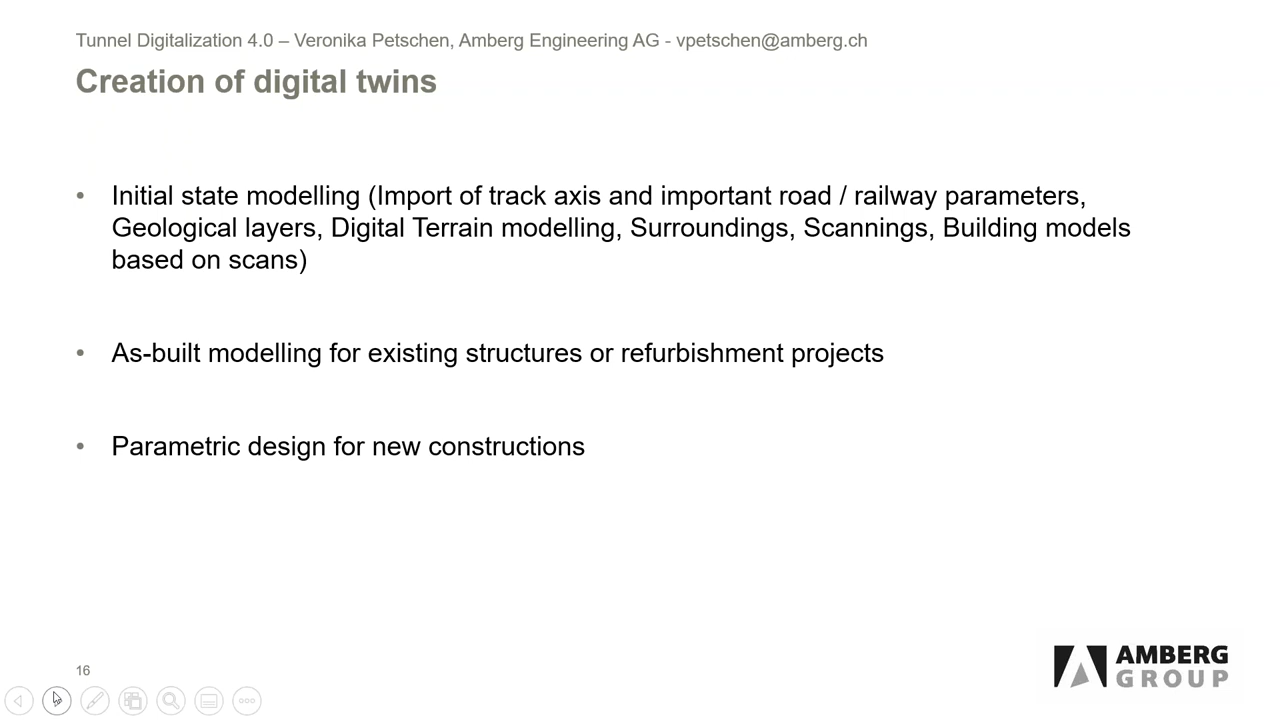 Tunnel Digitalization 4.0 – Veronika Petschen, Amberg Engineering AG - vpetschen@amberg.ch
Creation of digital twins
• Initial state modelling (Import of track axis and important road / railway parameters,
Geological layers, Digital Terrain modelling, Surroundings, Scannings, Building models
based on scans)
• As-built modelling for existing structures or refurbishment projects
• Parametric design for new constructions
16
AMBERG
GROUP